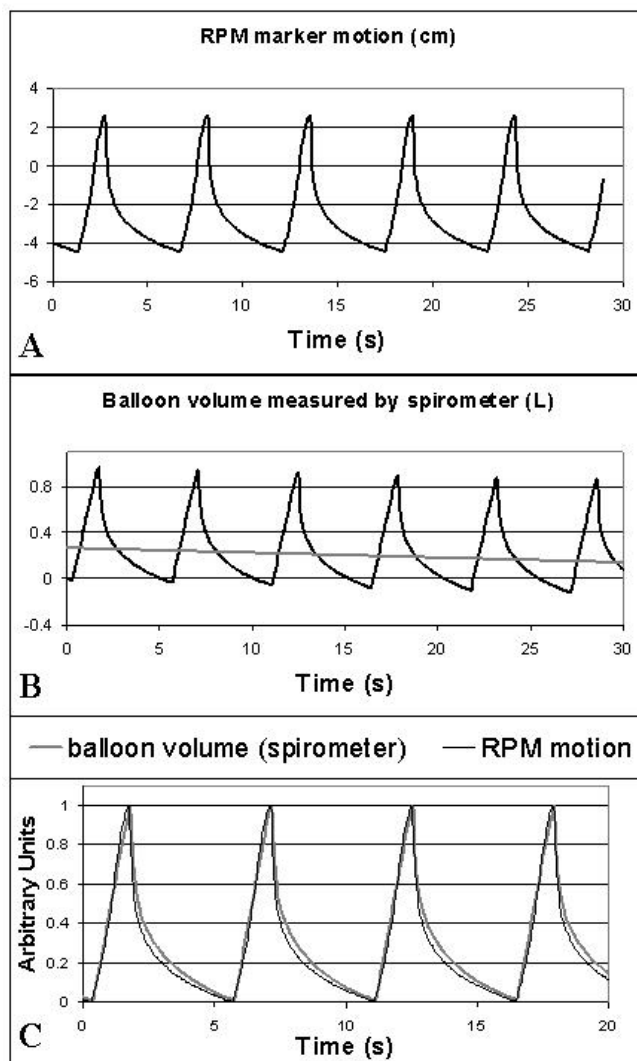 RPM marker motion (cm)
4
2
0
-2
-4
-6
0 5 10 15 20 25 30
Time (s)
A
Balloon volume measured by spirometer (L)
0.8
0.4
0
-0.4
0 5 10 15 20 25 30
Time (s)
B
balloon volume (spirometer) RPM motion
Arbitrary Units
1
0.8
0.6
0.4
0.2
0
0 5 10 15 20
Time (s)
C